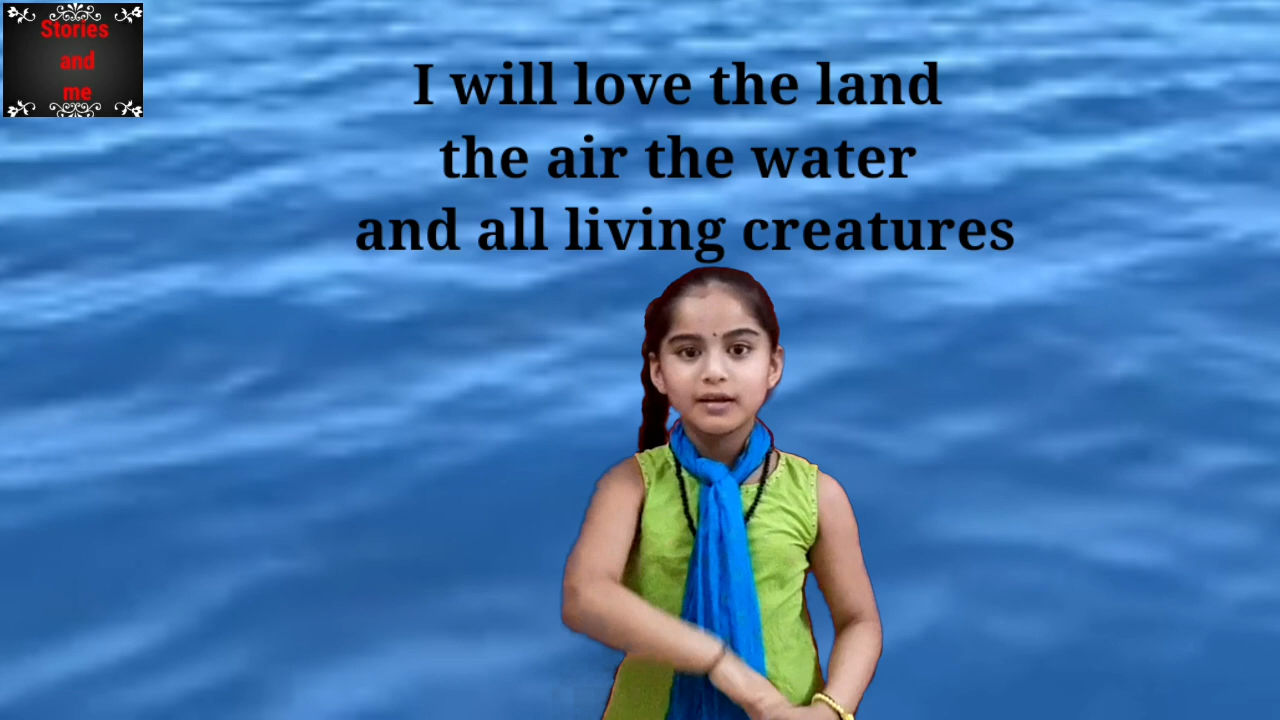 Stories
and
me
I will love the land
the air the water
and all living creatures